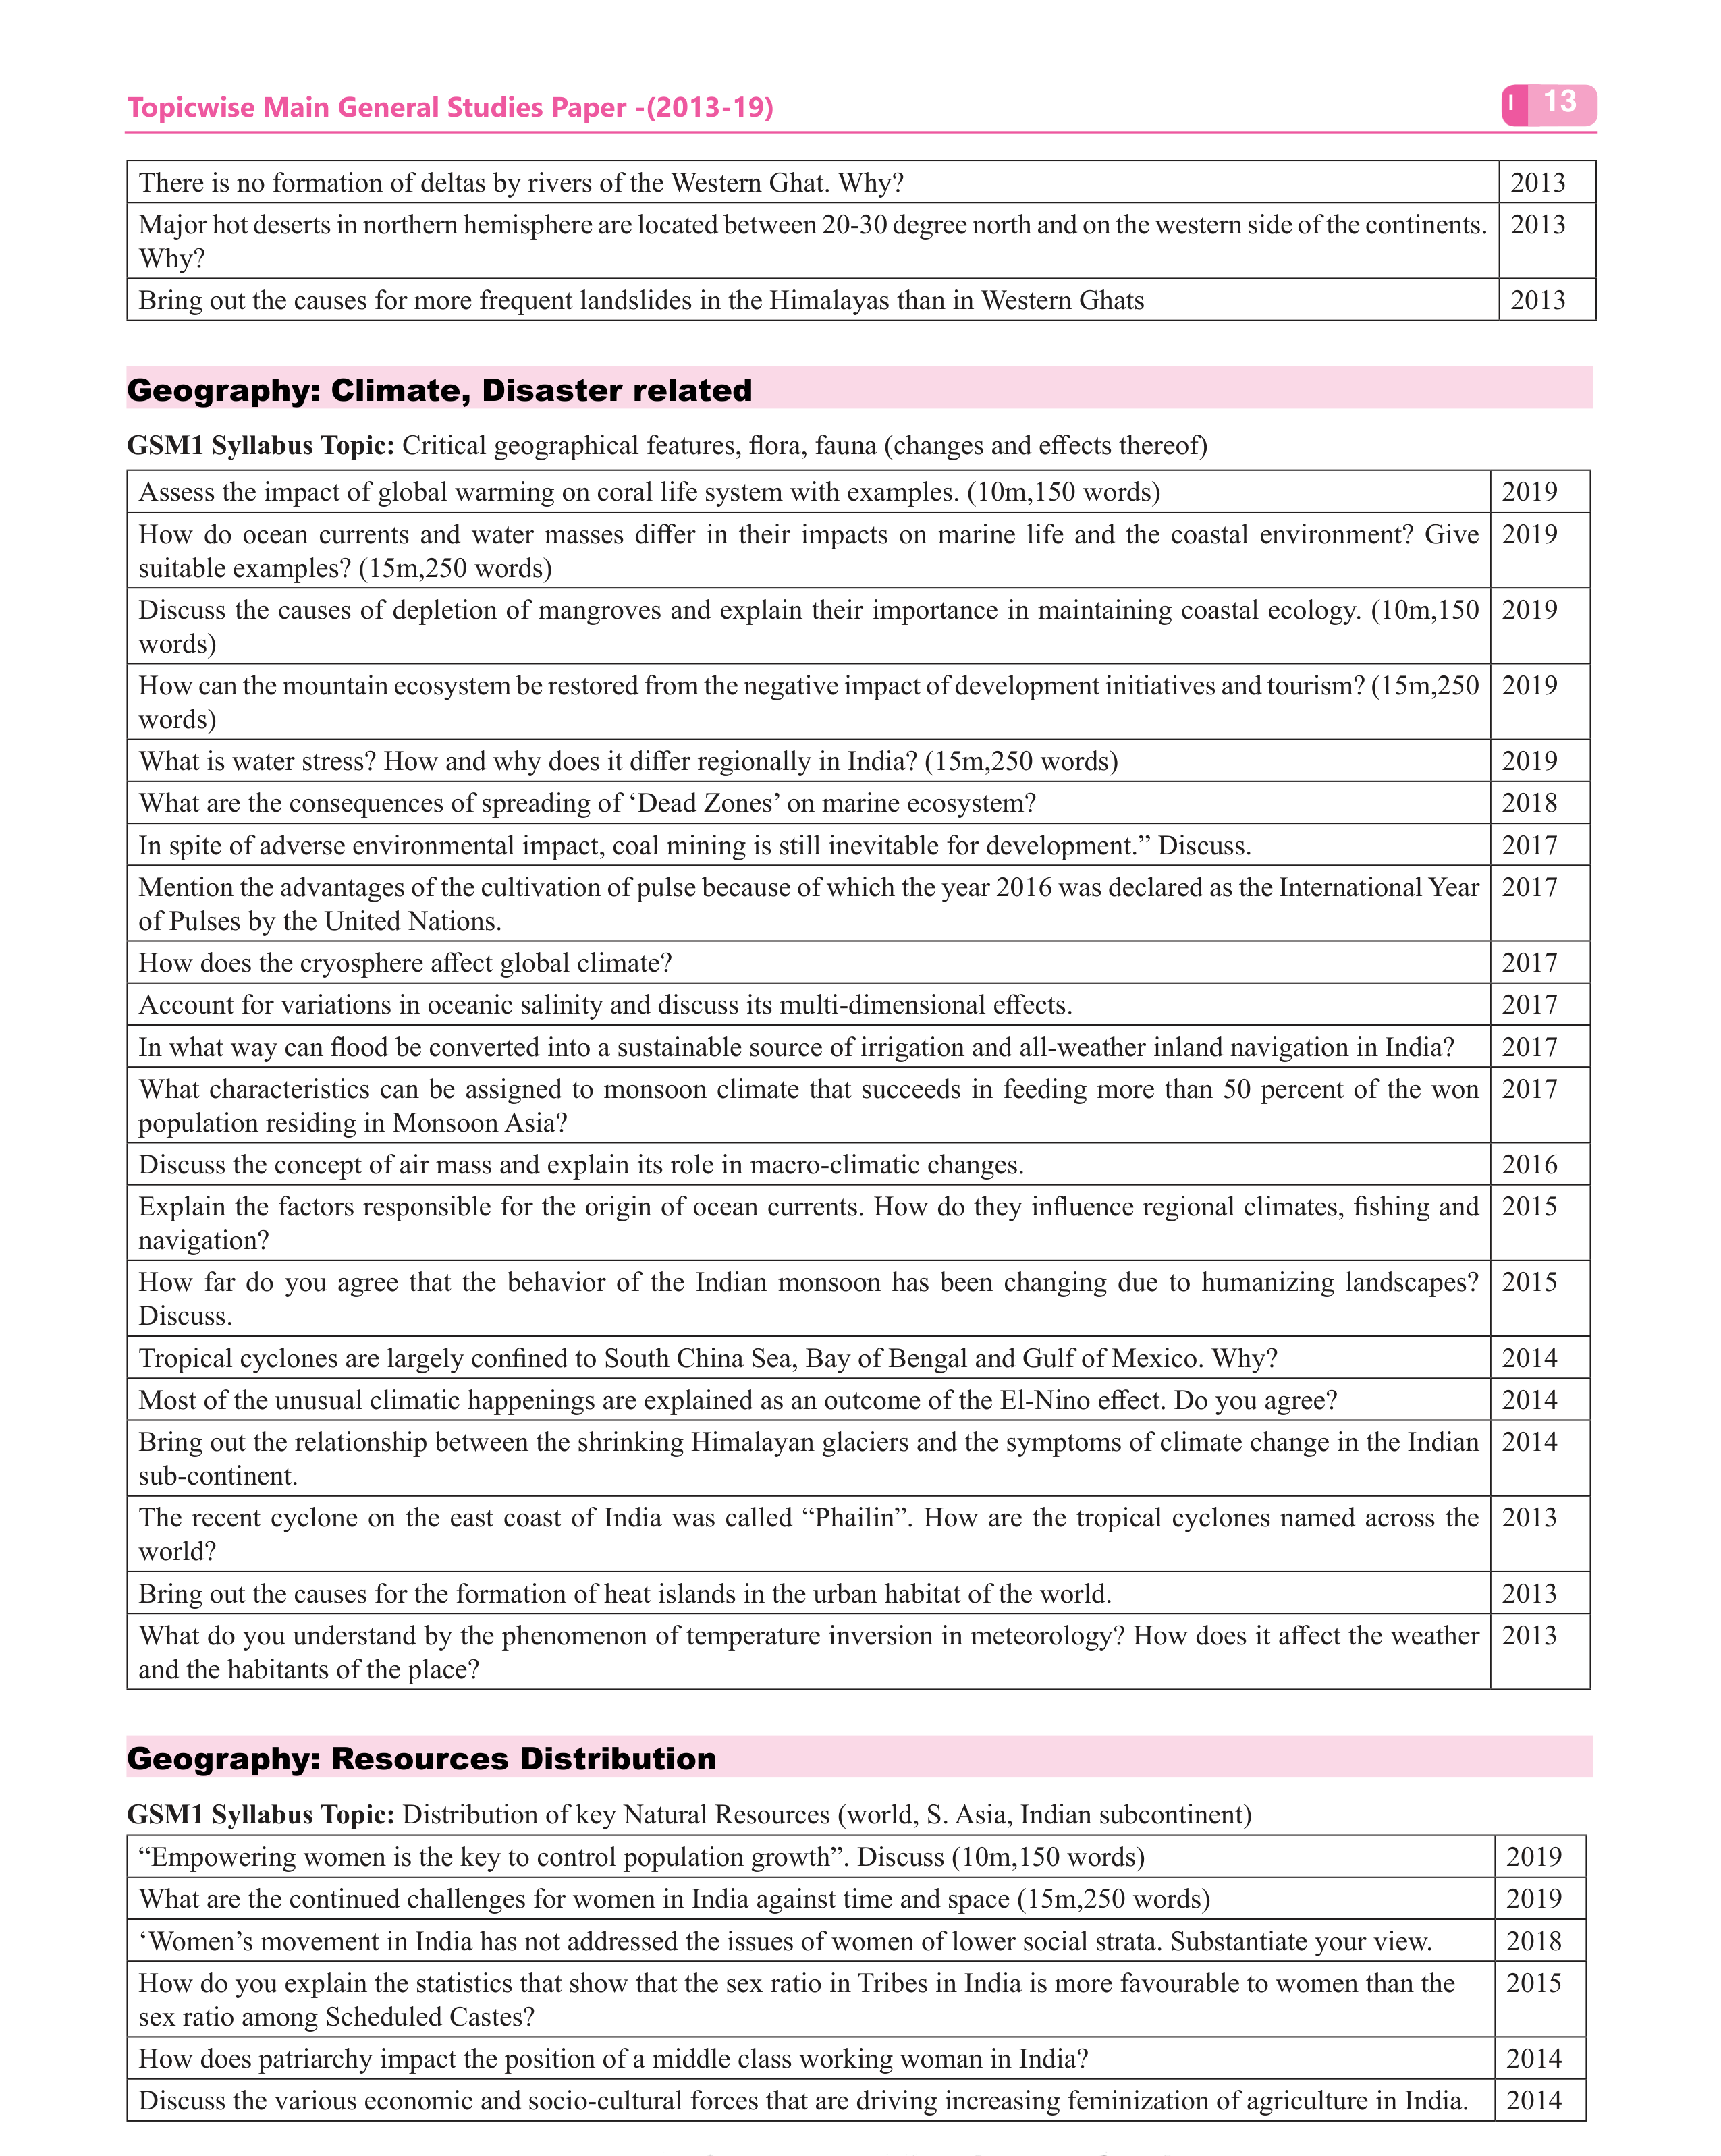 Topicwise Main General Studies Paper -(2013-19)
I 13
There is no formation of deltas by rivers of the Western Ghat. Why? 2013
Major hot deserts in northern hemisphere are located between 20-30 degree north and on the western side of the continents. 2013
Why?
Bring out the causes for more frequent landslides in the Himalayas than in Western Ghats 2013
Geography: Climate, Disaster related
GSM1 Syllabus Topic: Critical geographical features, flora, fauna (changes and effects thereof)
Assess the impact of global warming on coral life system with examples. (10m,150 words) 2019
How do ocean currents and water masses differ in their impacts on marine life and the coastal environment? Give 2019
suitable examples? (15m,250 words)
Discuss the causes of depletion of mangroves and explain their importance in maintaining coastal ecology. (10m,150 2019
words)
How can the mountain ecosystem be restored from the negative impact of development initiatives and tourism? (15m,250 2019
words)
What is water stress? How and why does it differ regionally in India? (15m,250 words) 2019
What are the consequences of spreading of ‘Dead Zones’ on marine ecosystem? 2018
In spite of adverse environmental impact, coal mining is still inevitable for development.” Discuss. 2017
Mention the advantages of the cultivation of pulse because of which the year 2016 was declared as the International Year 2017
of Pulses by the United Nations.
How does the cryosphere affect global climate? 2017
Account for variations in oceanic salinity and discuss its multi-dimensional effects. 2017
In what way can flood be converted into a sustainable source of irrigation and all-weather inland navigation in India? 2017
What characteristics can be assigned to monsoon climate that succeeds in feeding more than 50 percent of the won 2017
population residing in Monsoon Asia?
Discuss the concept of air mass and explain its role in macro-climatic changes. 2016
Explain the factors responsible for the origin of ocean currents. How do they influence regional climates, fishing and 2015
navigation?
How far do you agree that the behavior of the Indian monsoon has been changing due to humanizing landscapes? 2015
Discuss.
Tropical cyclones are largely confined to South China Sea, Bay of Bengal and Gulf of Mexico. Why? 2014
Most of the unusual climatic happenings are explained as an outcome of the El-Nino effect. Do you agree? 2014
Bring out the relationship between the shrinking Himalayan glaciers and the symptoms of climate change in the Indian 2014
sub-continent.
The recent cyclone on the east coast of India was called “Phailin”. How are the tropical cyclones named across the 2013
world?
Bring out the causes for the formation of heat islands in the urban habitat of the world. 2013
What do you understand by the phenomenon of temperature inversion in meteorology? How does it affect the weather 2013
and the habitants of the place?
Geography: Resources Distribution
GSM1 Syllabus Topic: Distribution of key Natural Resources (world, S. Asia, Indian subcontinent)
“Empowering women is the key to control population growth”. Discuss (10m,150 words) 2019
What are the continued challenges for women in India against time and space (15m,250 words) 2019
‘Women’s movement in India has not addressed the issues of women of lower social strata. Substantiate your view. 2018
How do you explain the statistics that show that the sex ratio in Tribes in India is more favourable to women than the 2015
sex ratio among Scheduled Castes?
How does patriarchy impact the position of a middle class working woman in India? 2014
Discuss the various economic and socio-cultural forces that are driving increasing feminization of agriculture in India. 2014